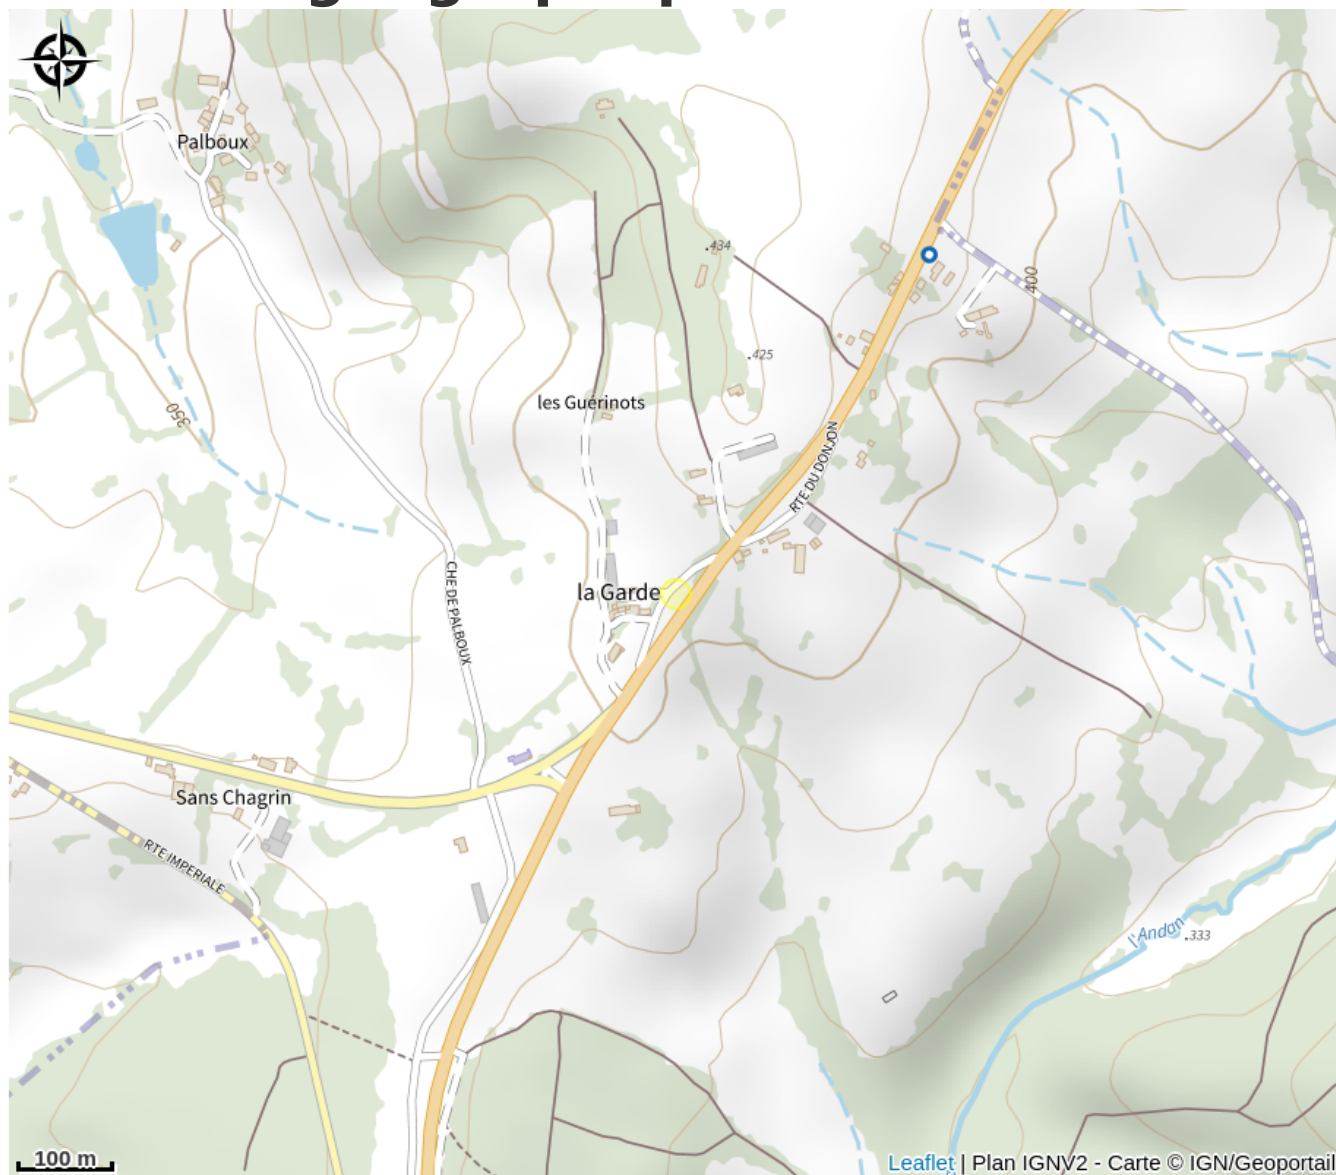 Palboux
.434
400
.425
les Guérinots
350
RTE DU DONJON
la Garde
CHE DE PALBOUX
Sans Chagrin
RTE IMPERIALE
l'Andan
.333
100 m
Leaflet | Plan IGNV2 - Carte © IGN/Geoportail